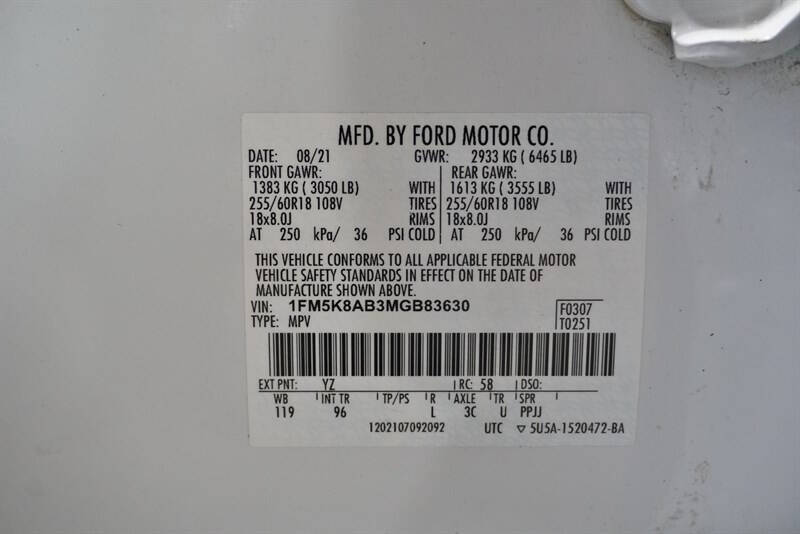 MFD. BY FORD MOTOR CO.
DATE: 08/21 GVWR: 2933 KG ( 6465 LB)
FRONT GAWR: REAR GAWR:
1383 KG ( 3050 LB) WITH 1613 KG ( 3555 LB) WITH
255/60R18 108V TIRES 255/60R18 108V TIRES
18x8.0J RIMS 18x8.0J RIMS
AT 250 kPa/ 36 PSI COLD AT 250 kPa/ 36 PSI COLD
THIS VEHICLE CONFORMS TO ALL APPLICABLE FEDERAL MOTOR
VEHICLE SAFETY STANDARDS IN EFFECT ON THE DATE OF
MANUFACTURE SHOWN ABOVE.
VIN: 1FM5K8AB3MGB83630 F0307
TYPE: MPV T0251
EXT PNT: YZ RC: 58 DSO:
WB INT TR TP/PS R AXLE TR SPR
119 96 L 3C U PPJJ
1202107092092 UTC ▽ 5U5A-1520472-BA